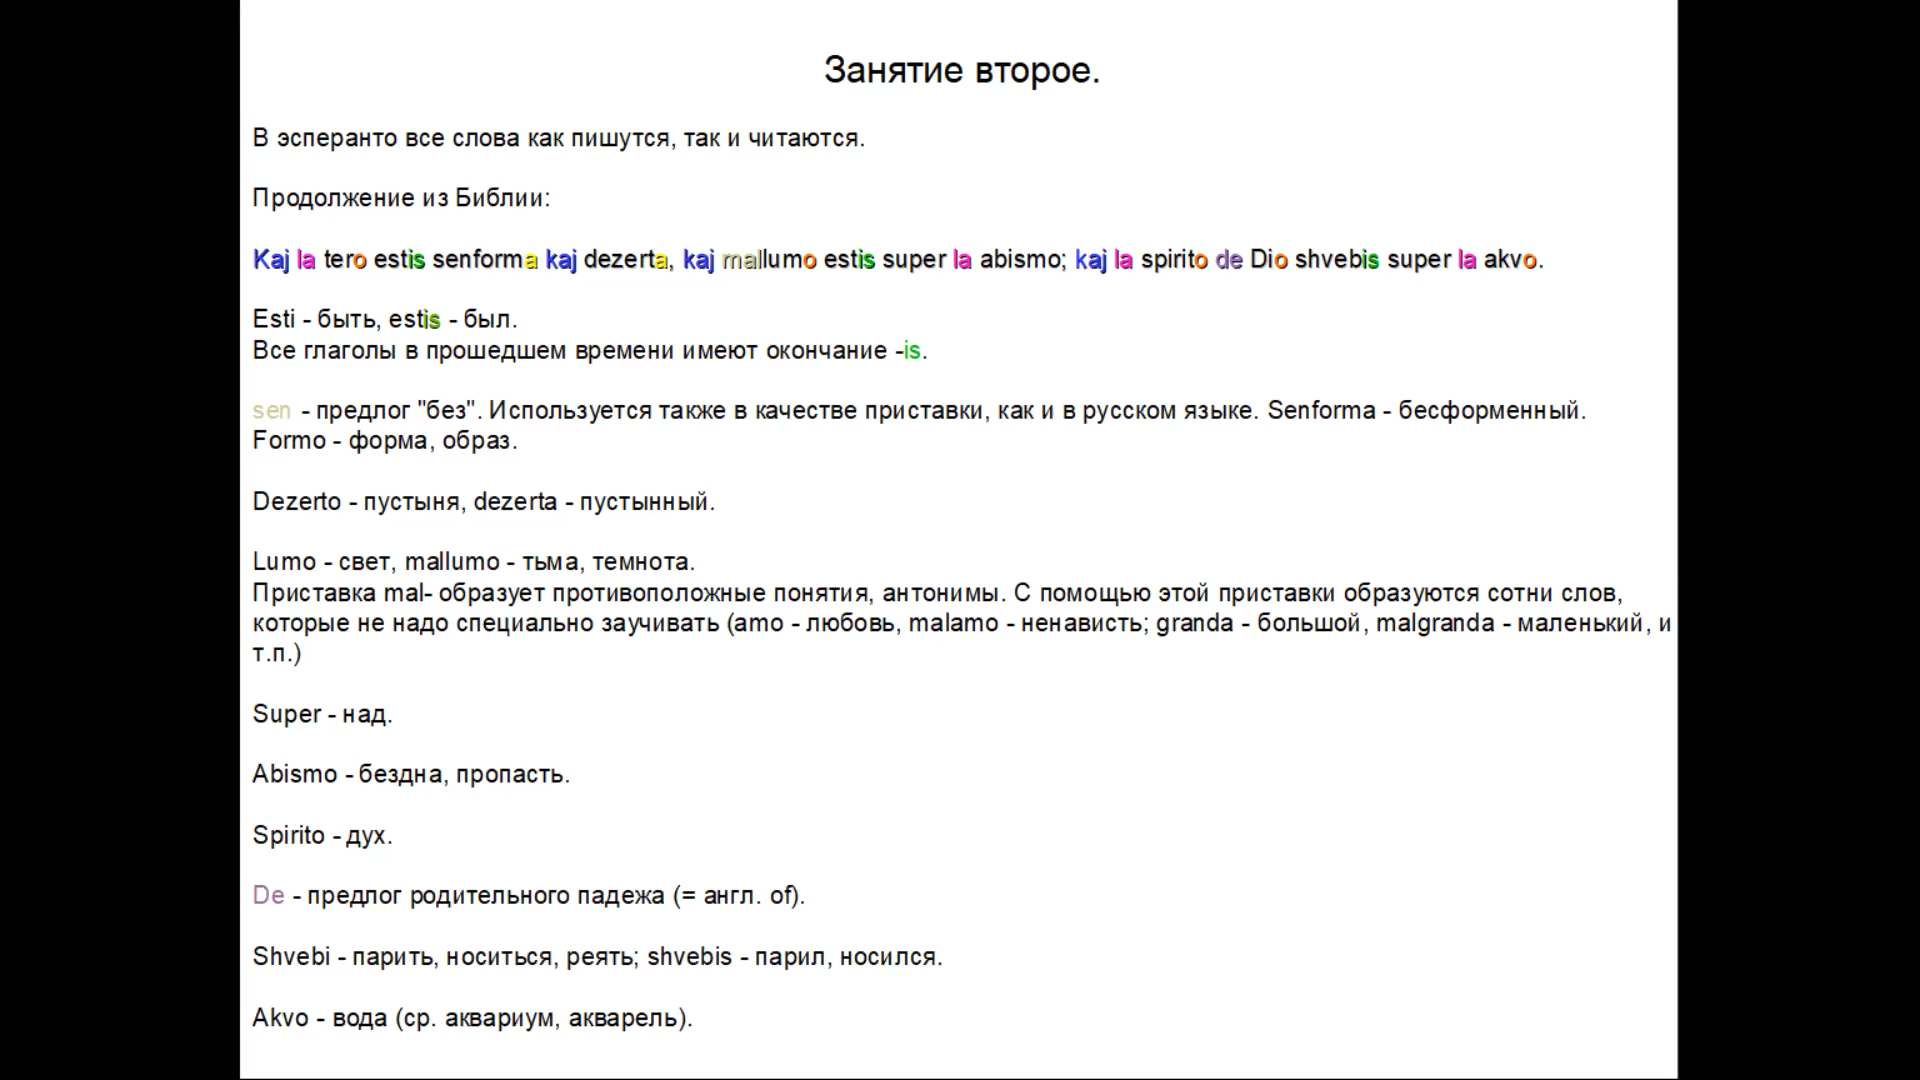 Занятие второе.
В эсперанто все слова как пишутся, так и читаются.
Продолжение из Библии:
Kaj la tero estis senforma kaj dezerta, kaj mallumo estis super la abismo; kaj la spirito de Dio shvebis super la akvo.
Esti - быть, estis - был.
Все глаголы в прошедшем времени имеют окончание -is.
sen - предлог "без". Используется также в качестве приставки, как и в русском языке. Senforma - бесформенный.
Formo - форма, образ.
Dezerto - пустыня, dezerta - пустынный.
Lumo - свет, mallumo - тьма, темнота.
Приставка mal- образует противоположные понятия, антонимы. С помощью этой приставки образуются сотни слов,
которые не надо специально заучивать (amo - любовь, malamo - ненависть; granda - большой, malgranda - маленький, и
т.п.)
Super - над.
Abismo - бездна, пропасть.
Spirito - дух.
De - предлог родительного падежа (= англ. of).
Shvebi - парить, носиться, реять; shvebis - парил, носился.
Akvo - вода (ср. аквариум, акварель).